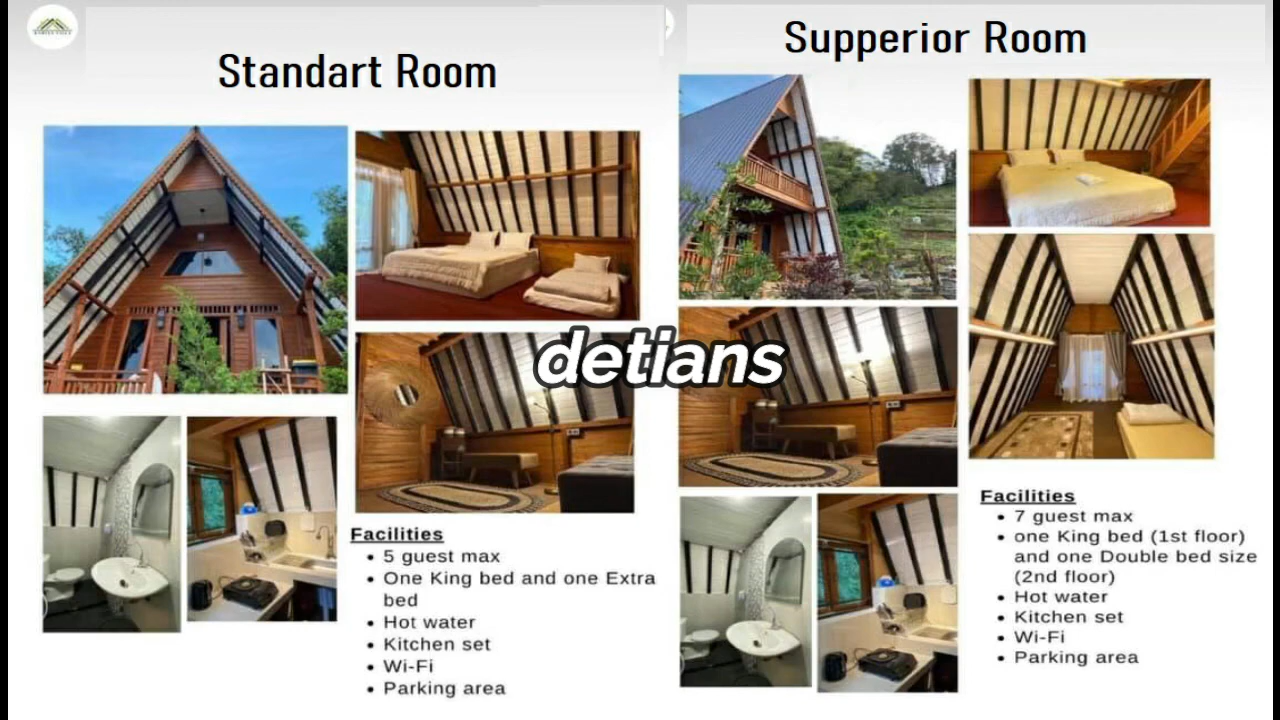 Standart Room
Supperior Room
detians
Facilities
5 guest max
One King bed and one Extra
bed
Hot water
Kitchen set
Wi-Fi
Parking area
Facilities
7 guest max
one King bed (1st floor)
and one Double bed size
(2nd floor)
Hot water
Kitchen set
Wi-Fi
Parking area